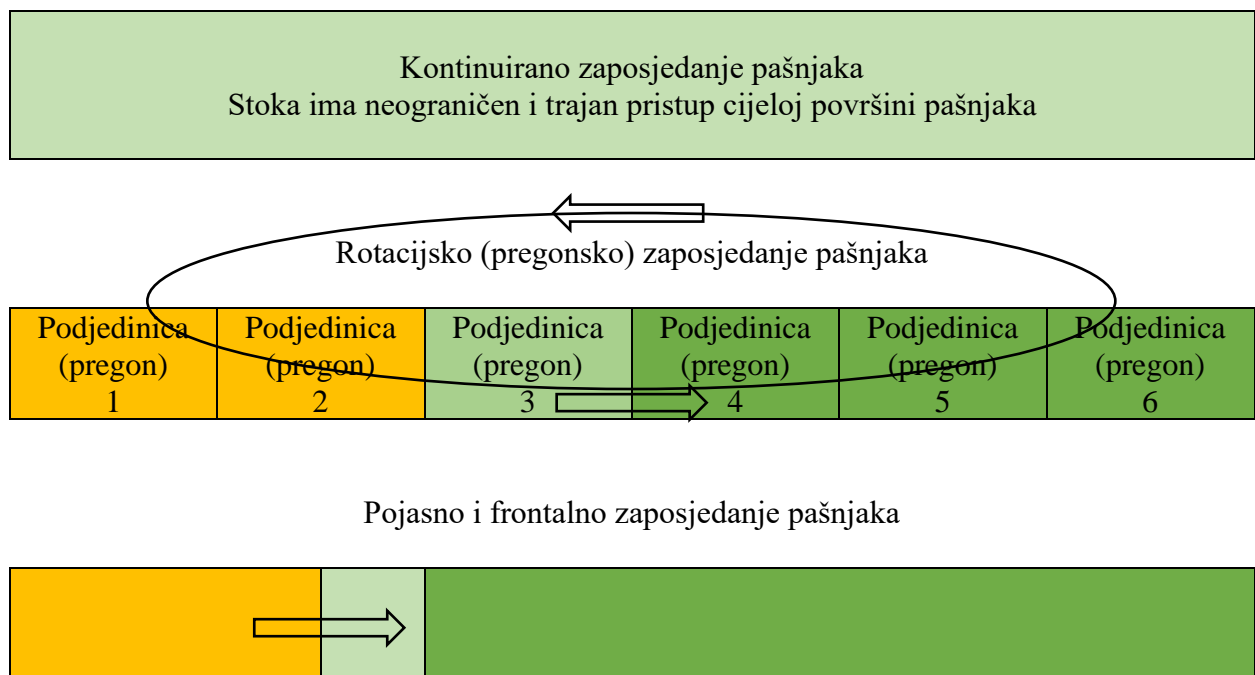 Kontinuirano zaposjedanje pašnjaka
Stoka ima neograničen i trajan pristup cijeloj površini pašnjaka
Rotacijsko (pregonsko) zaposjedanje pašnjaka
Podjedinica (pregon) 1
Podjedinica (pregon) 2
Podjedinica (pregon) 3
Podjedinica (pregon) 4
Podjedinica (pregon) 5
Podjedinica (pregon) 6
Pojasno i frontalno zaposjedanje pašnjaka